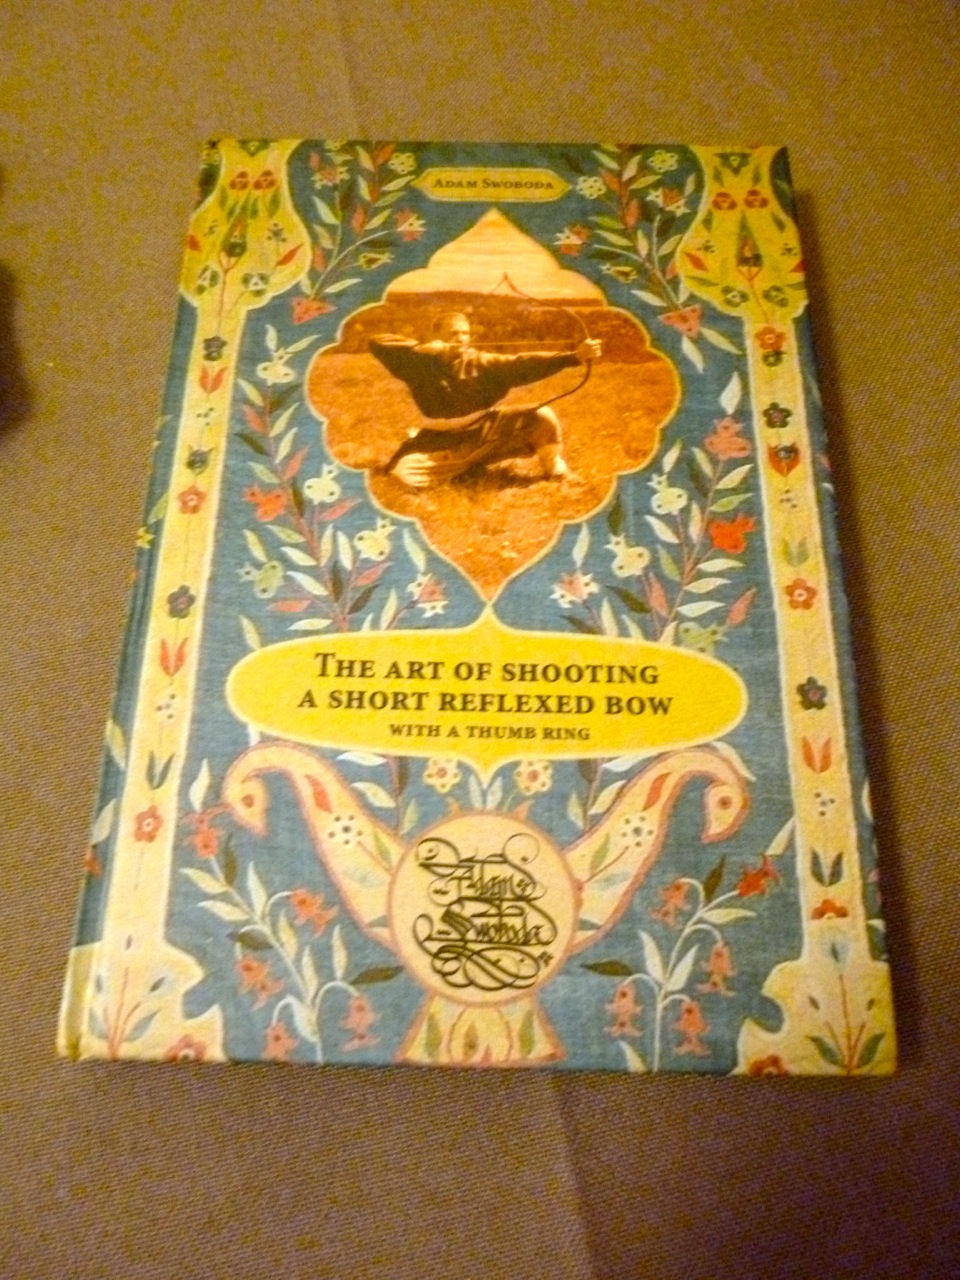 ADAM SWOBODA
THE ART OF SHOOTING
A SHORT REFLEXED BOW
WITH A THUMB RING
Adam
Swoboda